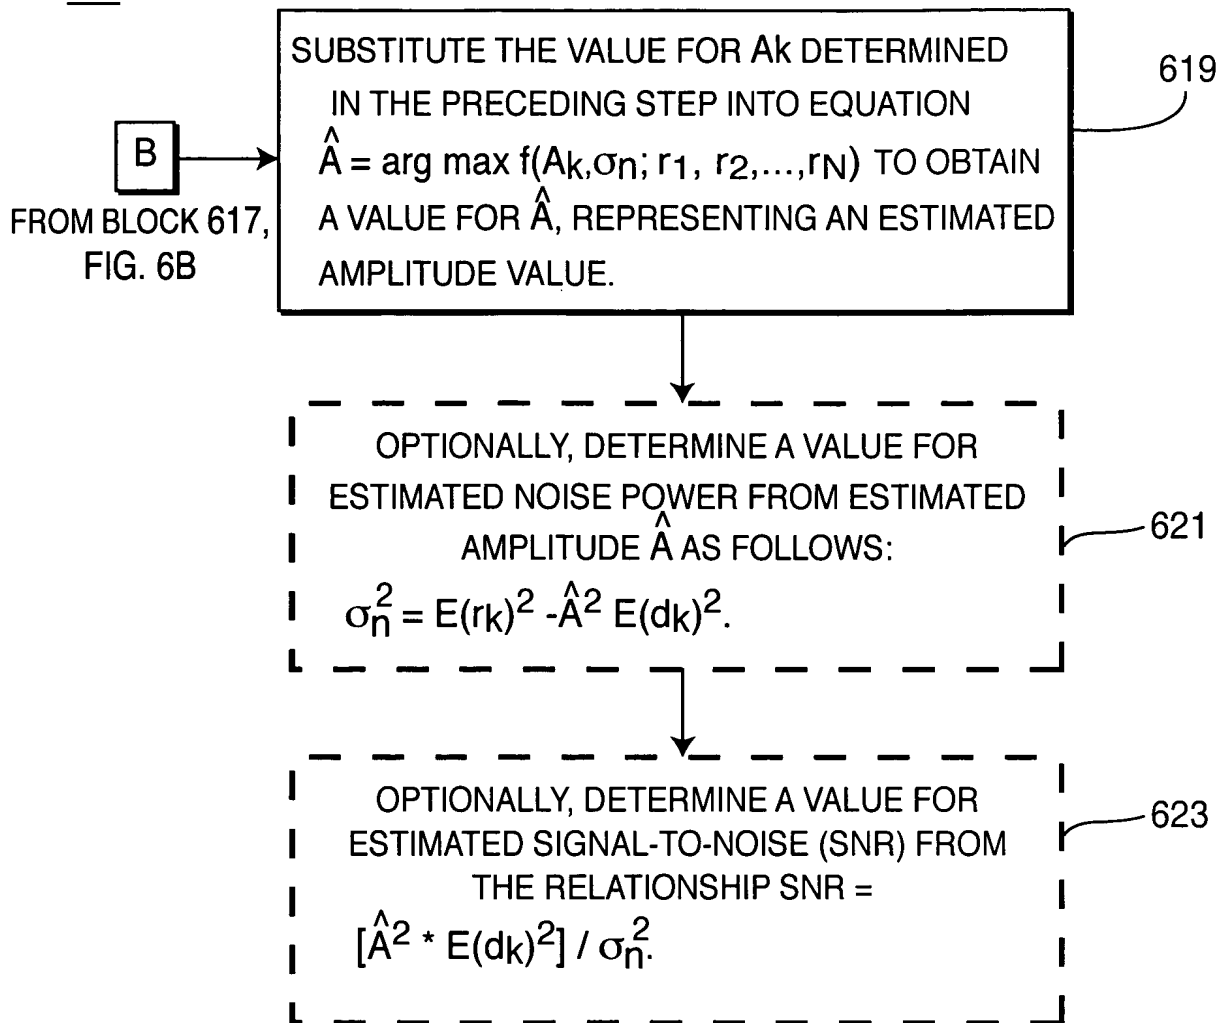 SUBSTITUTE THE VALUE FOR Ak DETERMINED
IN THE PRECEDING STEP INTO EQUATION
Â = arg max f(Ak,σn; r1, r2,...,rN) TO OBTAIN
A VALUE FOR Â, REPRESENTING AN ESTIMATED
AMPLITUDE VALUE.
619
B
FROM BLOCK 617,
FIG. 6B
OPTIONALLY, DETERMINE A VALUE FOR
ESTIMATED NOISE POWER FROM ESTIMATED
AMPLITUDE Â AS FOLLOWS:
σn² = E(rk)² -Â² E(dk)².
621
OPTIONALLY, DETERMINE A VALUE FOR
ESTIMATED SIGNAL-TO-NOISE (SNR) FROM
THE RELATIONSHIP SNR =
[Â² * E(dk)²] / σn².
623